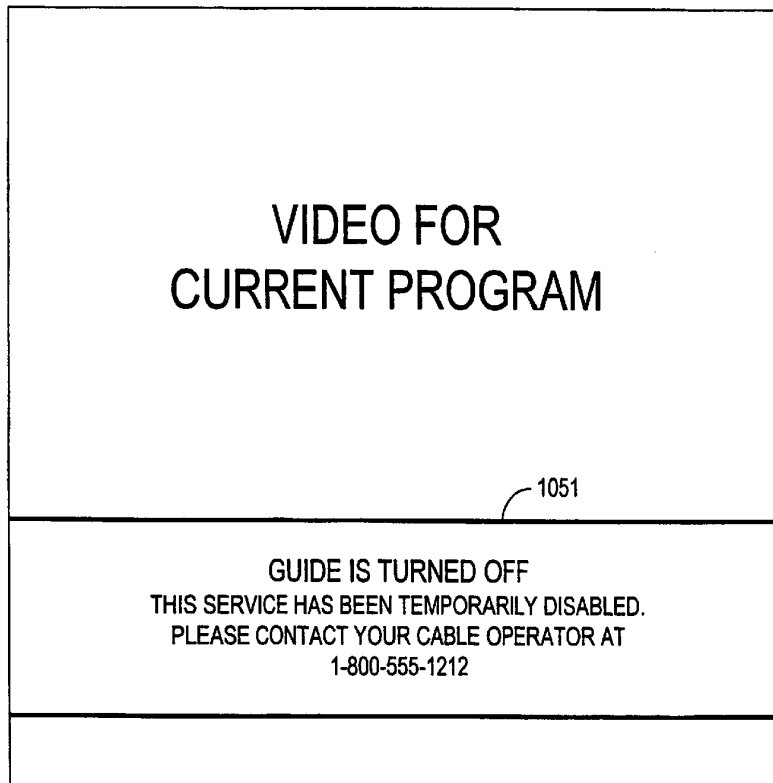 VIDEO FOR
CURRENT PROGRAM
1051
GUIDE IS TURNED OFF
THIS SERVICE HAS BEEN TEMPORARILY DISABLED.
PLEASE CONTACT YOUR CABLE OPERATOR AT
1-800-555-1212